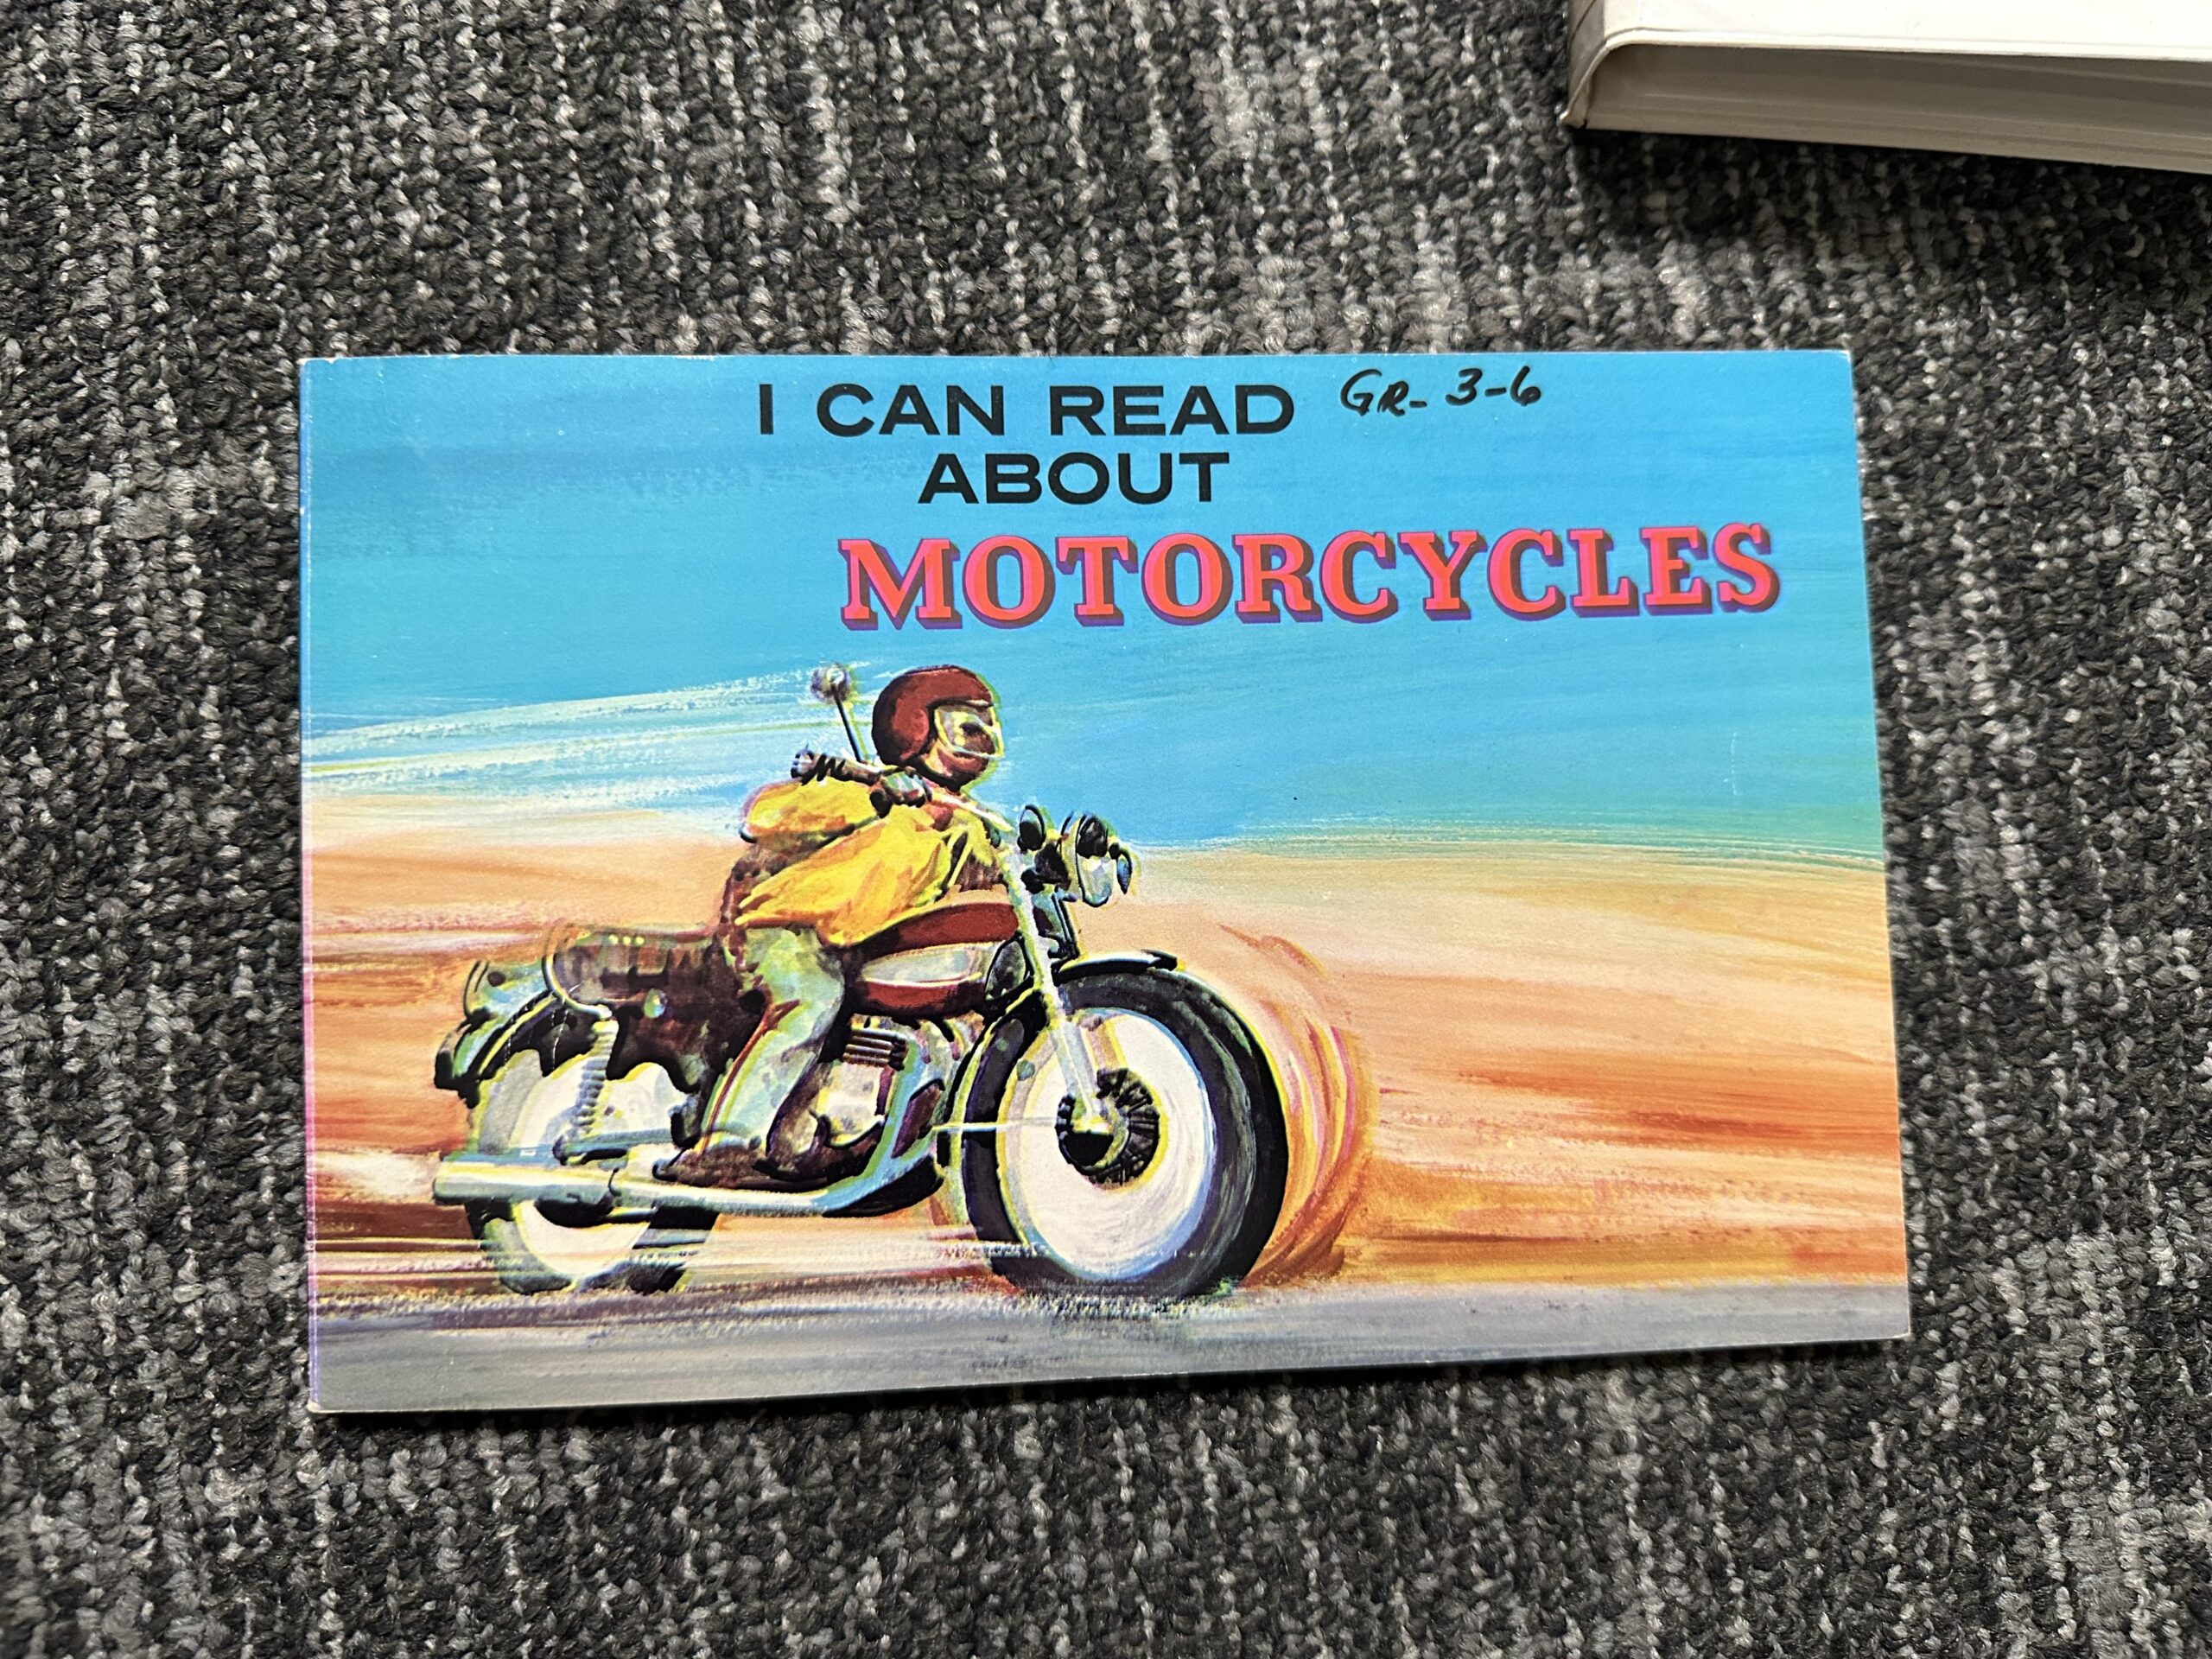 I CAN READ GR- 3-6
ABOUT
MOTORCYCLES